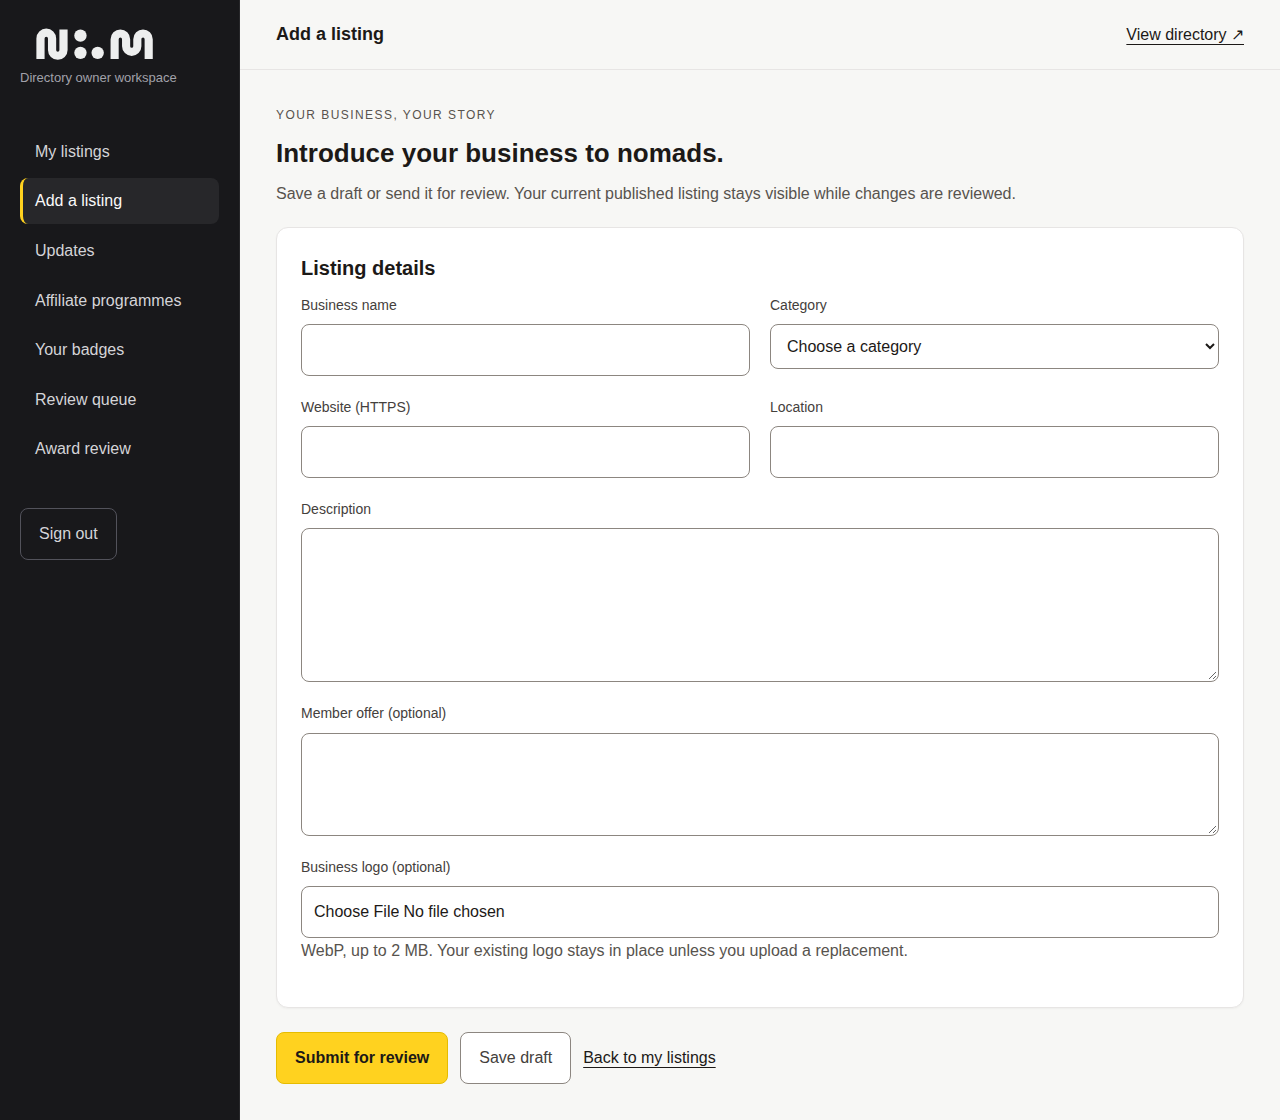 Directory owner workspace
My listings
Add a listing
Updates
Affiliate programmes
Your badges
Review queue
Award review
Sign out
Add a listing
View directory ↗
YOUR BUSINESS, YOUR STORY
Introduce your business to nomads.
Save a draft or send it for review. Your current published listing stays visible while changes are reviewed.
Listing details
Business name
Category
Choose a category
Website (HTTPS)
Location
Description
Member offer (optional)
Business logo (optional)
Choose File No file chosen
WebP, up to 2 MB. Your existing logo stays in place unless you upload a replacement.
Submit for review
Save draft
Back to my listings